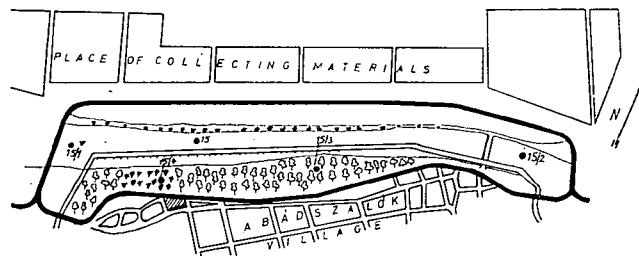 PLACE OF COLLECTING MATERIALS
N
15/1
15
15/3
15/2
15/4
ABÁDSZALÓK
VILLAGE